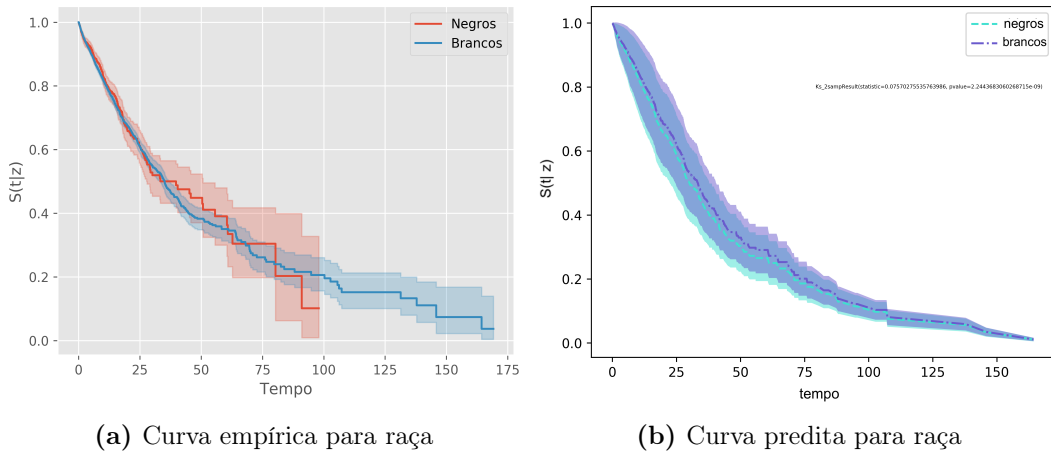 Negros
Brancos
S(t|z)
1.0
0.8
0.6
0.4
0.2
0.0
0 25 50 75 100 125 150 175
Tempo
negros
brancos
Ks_2sampResult(statistic=0.07570275535763986, pvalue=2.2443683060268715e-09)
S(t| z)
1.0
0.8
0.6
0.4
0.2
0.0
0 25 50 75 100 125 150
tempo
(a) Curva empírica para raça
(b) Curva predita para raça